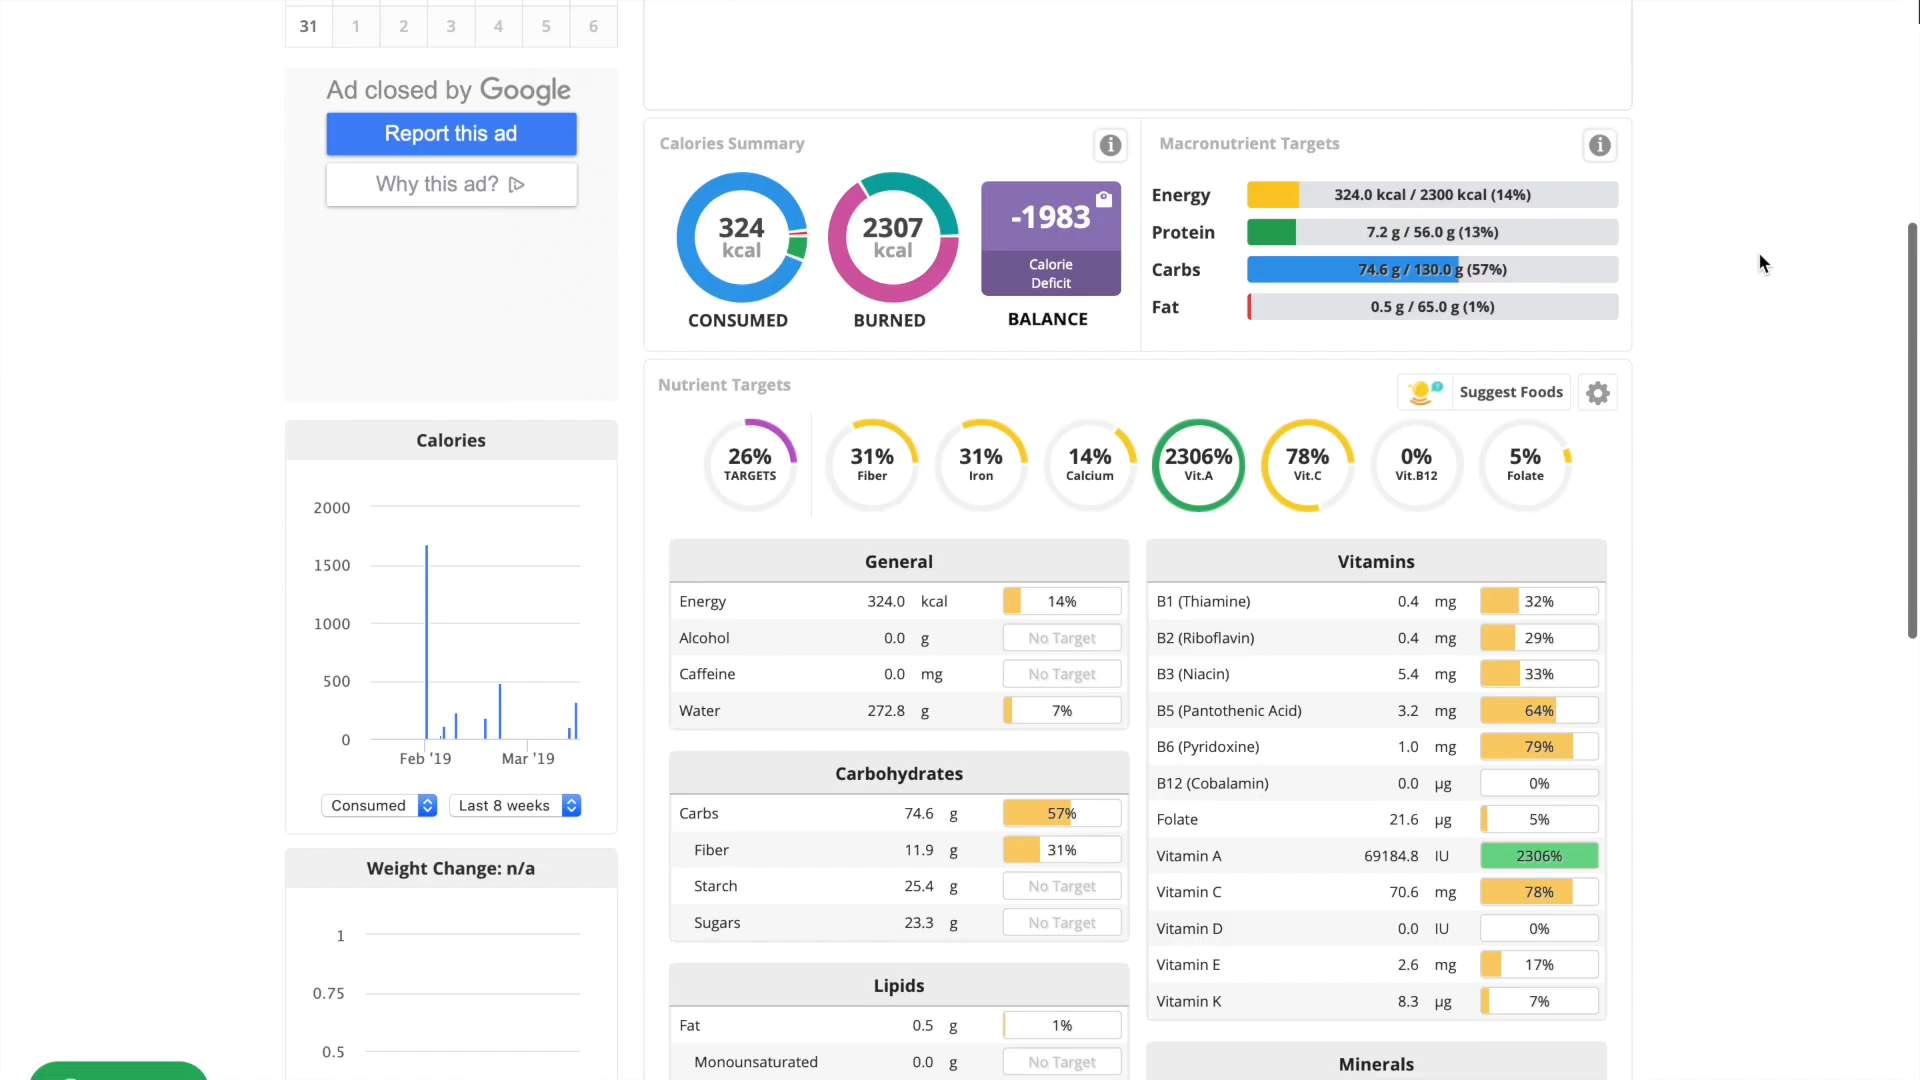 31 1 2 3 4 5 6
Ad closed by Google
Report this ad
Why this ad?
Calories
2000
1500
1000
500
0
Feb '19 Mar '19
Consumed Last 8 weeks
Weight Change: n/a
1
0.75
0.5
Calories Summary
324
kcal
CONSUMED
2307
kcal
BURNED
-1983
Calorie
Deficit
BALANCE
Macronutrient Targets
Energy 324.0 kcal / 2300 kcal (14%)
Protein 7.2 g / 56.0 g (13%)
Carbs 74.6 g / 130.0 g (57%)
Fat 0.5 g / 65.0 g (1%)
Nutrient Targets
Suggest Foods
26%
TARGETS
31%
Fiber
31%
Iron
14%
Calcium
2306%
Vit.A
78%
Vit.C
0%
Vit.B12
5%
Folate
General
Energy 324.0 kcal 14%
Alcohol 0.0 g No Target
Caffeine 0.0 mg No Target
Water 272.8 g 7%
Carbohydrates
Carbs 74.6 g 57%
Fiber 11.9 g 31%
Starch 25.4 g No Target
Sugars 23.3 g No Target
Lipids
Fat 0.5 g 1%
Monounsaturated 0.0 g No Target
Vitamins
B1 (Thiamine) 0.4 mg 32%
B2 (Riboflavin) 0.4 mg 29%
B3 (Niacin) 5.4 mg 33%
B5 (Pantothenic Acid) 3.2 mg 64%
B6 (Pyridoxine) 1.0 mg 79%
B12 (Cobalamin) 0.0 µg 0%
Folate 21.6 µg 5%
Vitamin A 69184.8 IU 2306%
Vitamin C 70.6 mg 78%
Vitamin D 0.0 IU 0%
Vitamin E 2.6 mg 17%
Vitamin K 8.3 µg 7%
Minerals